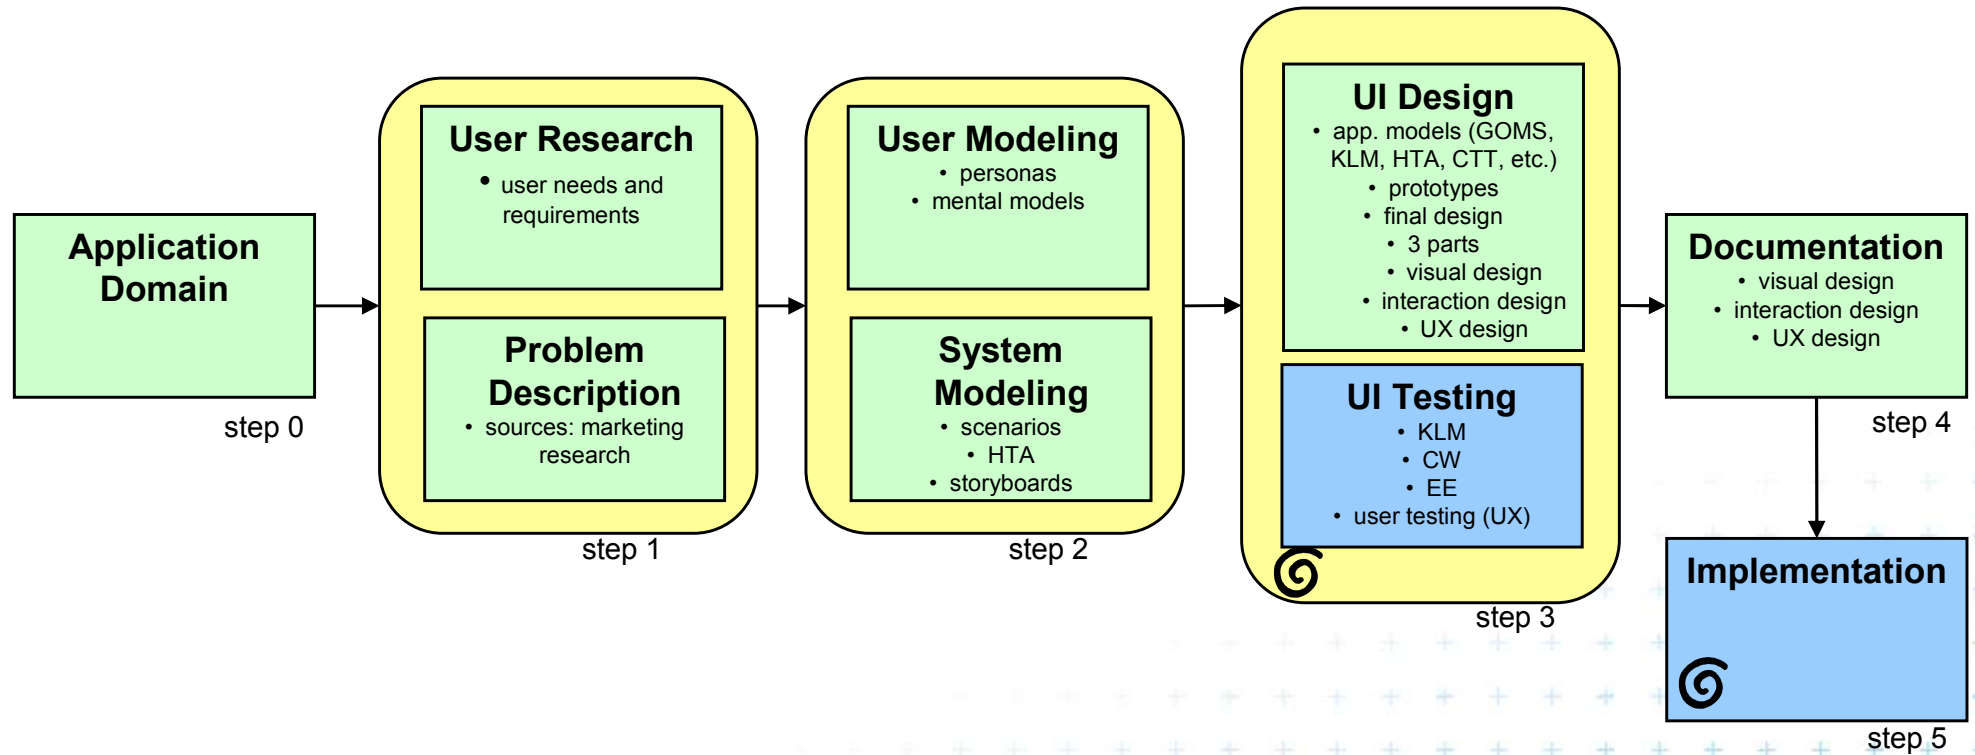 Application
Domain
step 0
User Research
• user needs and
requirements
Problem
Description
• sources: marketing
research
step 1
User Modeling
• personas
• mental models
System
Modeling
• scenarios
• HTA
• storyboards
step 2
UI Design
• app. models (GOMS,
KLM, HTA, CTT, etc.)
• prototypes
• final design
• 3 parts
• visual design
• interaction design
• UX design
UI Testing
• KLM
• CW
• EE
• user testing (UX)
step 3
Documentation
• visual design
• interaction design
• UX design
step 4
Implementation
step 5